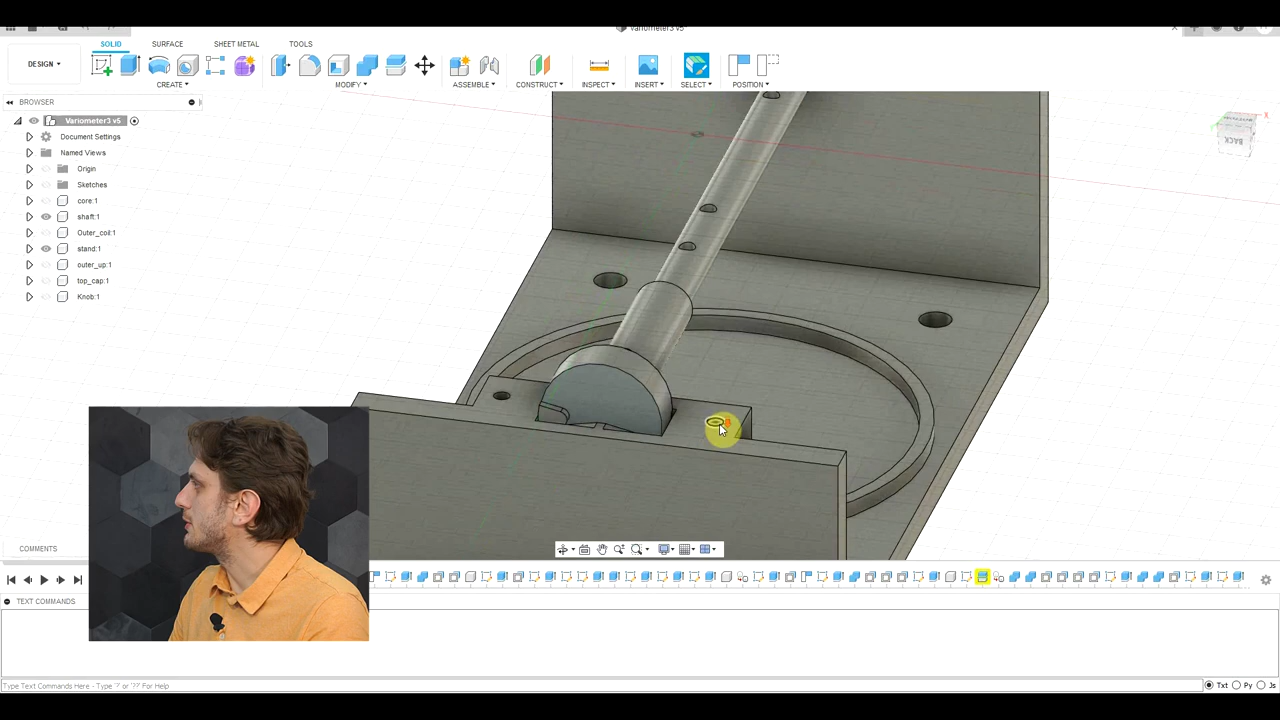 Variometer3 v5*
SOLID SURFACE SHEET METAL TOOLS
DESIGN CREATE MODIFY ASSEMBLE CONSTRUCT INSPECT INSERT SELECT POSITION
BROWSER
Variometer3 v5
Document Settings
Named Views
Origin
Sketches
core:1
shaft:1
Outer_coil:1
stand:1
outer_up:1
top_cap:1
Knob:1
BACK
X
COMMENTS
TEXT COMMANDS
Type Text Commands Here - Type '?' or '??' For Help
Txt Py Js